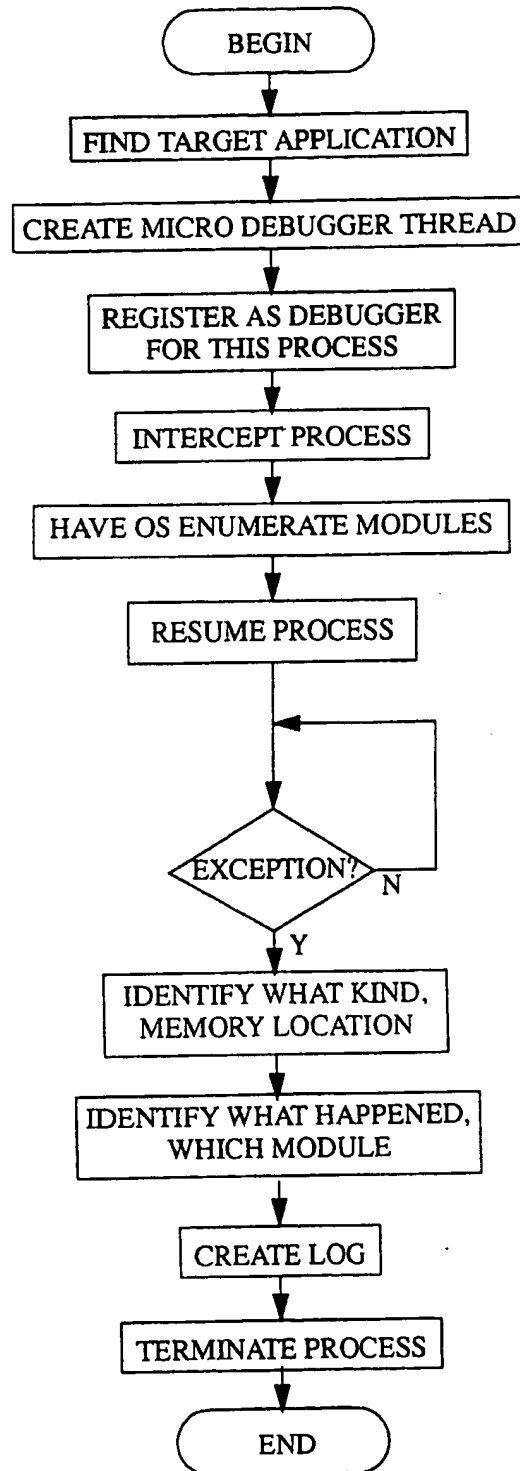 BEGIN
FIND TARGET APPLICATION
CREATE MICRO DEBUGGER THREAD
REGISTER AS DEBUGGER
FOR THIS PROCESS
INTERCEPT PROCESS
HAVE OS ENUMERATE MODULES
RESUME PROCESS
EXCEPTION?
N
Y
IDENTIFY WHAT KIND,
MEMORY LOCATION
IDENTIFY WHAT HAPPENED,
WHICH MODULE
CREATE LOG
TERMINATE PROCESS
END